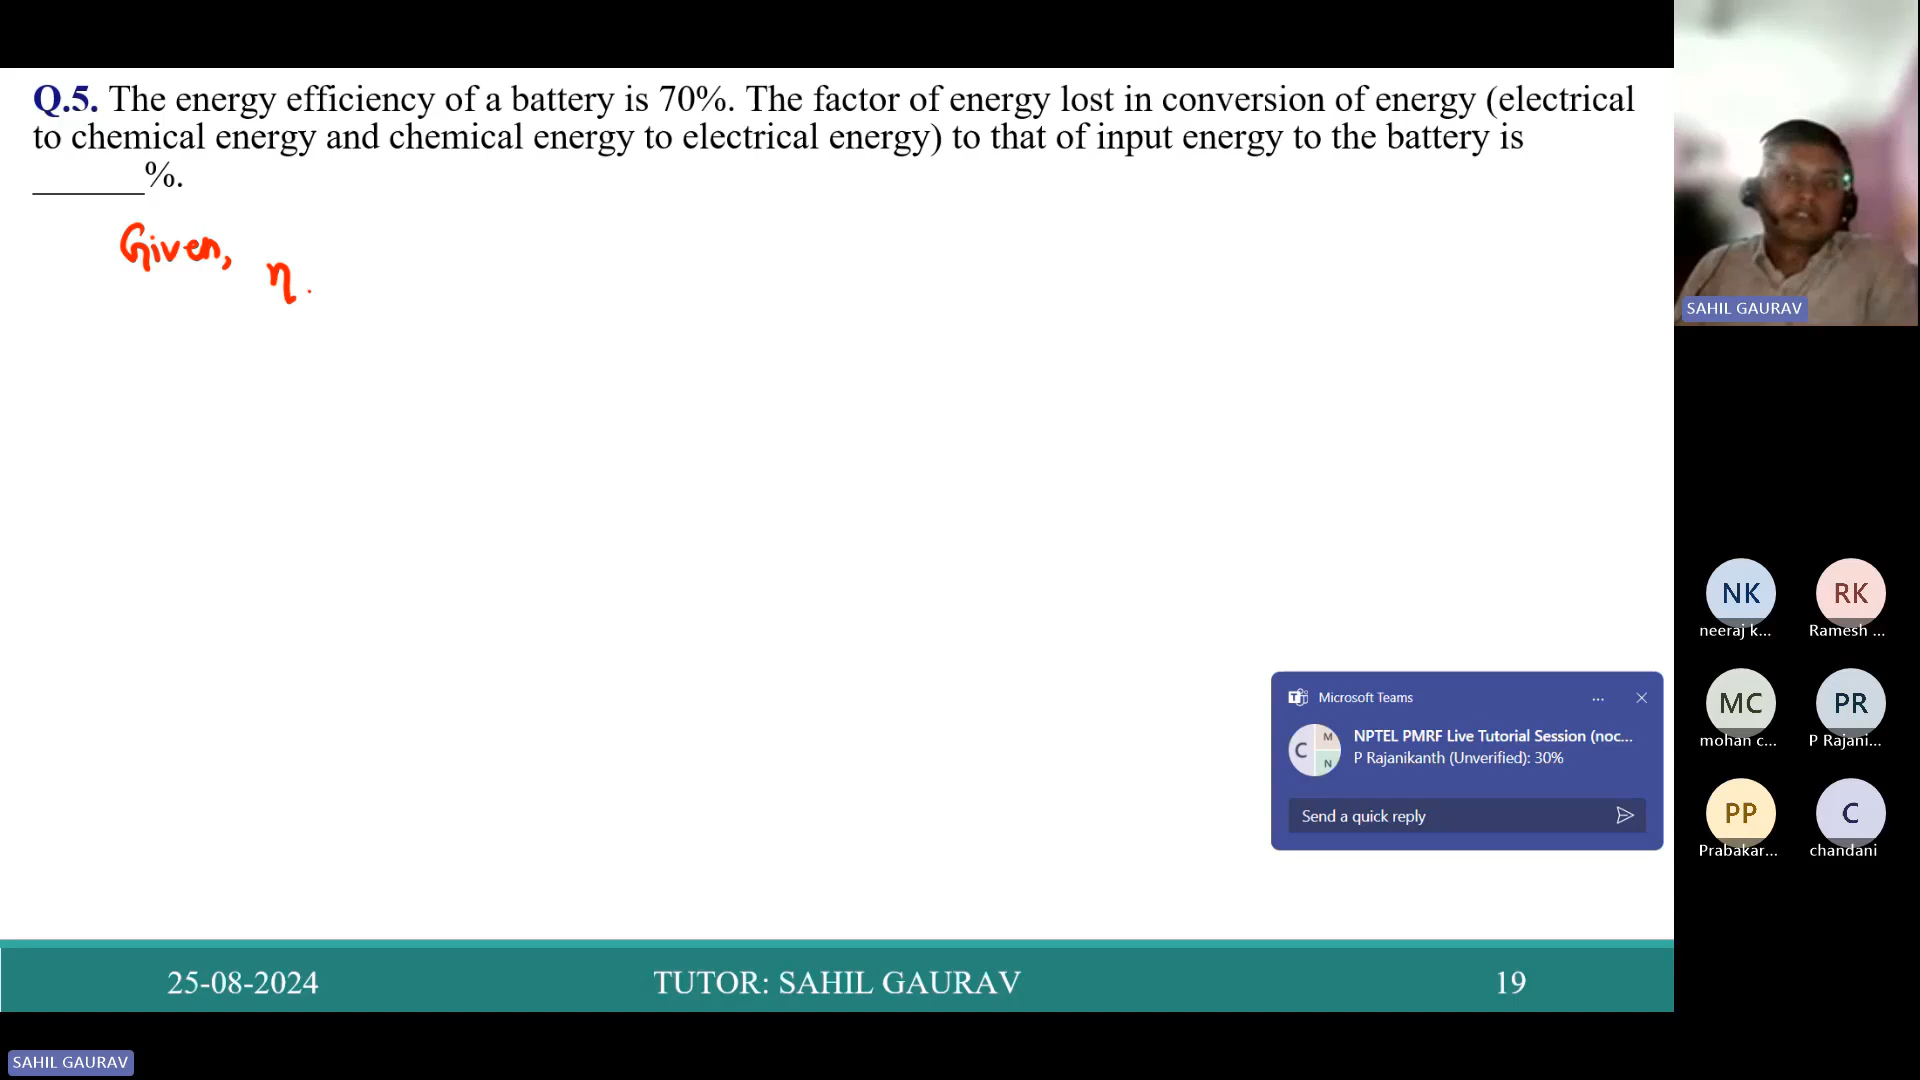 Q.5. The energy efficiency of a battery is 70%. The factor of energy lost in conversion of energy (electrical
to chemical energy and chemical energy to electrical energy) to that of input energy to the battery is
______%.
Given,
η
SAHIL GAURAV
NK
neeraj k...
RK
Ramesh ...
MC
mohan c...
PR
P Rajani...
PP
Prabakar...
C
chandani
Microsoft Teams
C
M
N
NPTEL PMRF Live Tutorial Session (noc...
P Rajanikanth (Unverified): 30%
Send a quick reply
25-08-2024
TUTOR: SAHIL GAURAV
19
SAHIL GAURAV